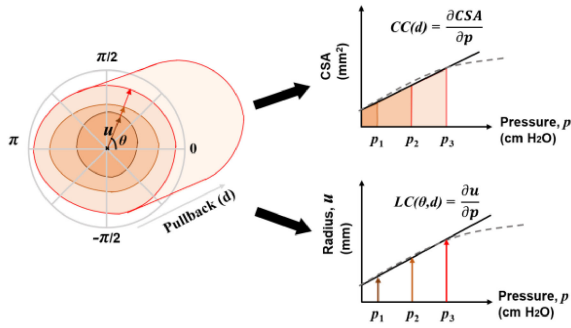 π/2
π
u
θ
0
-π/2
Pullback (d)
CSA
(mm²)
CC(d) = ∂CSA/∂p
Pressure, p
(cm H2O)
p₁ p₂ p₃
Radius, u
(mm)
LC(θ,d) = ∂u/∂p
Pressure, p
(cm H2O)
p₁ p₂ p₃